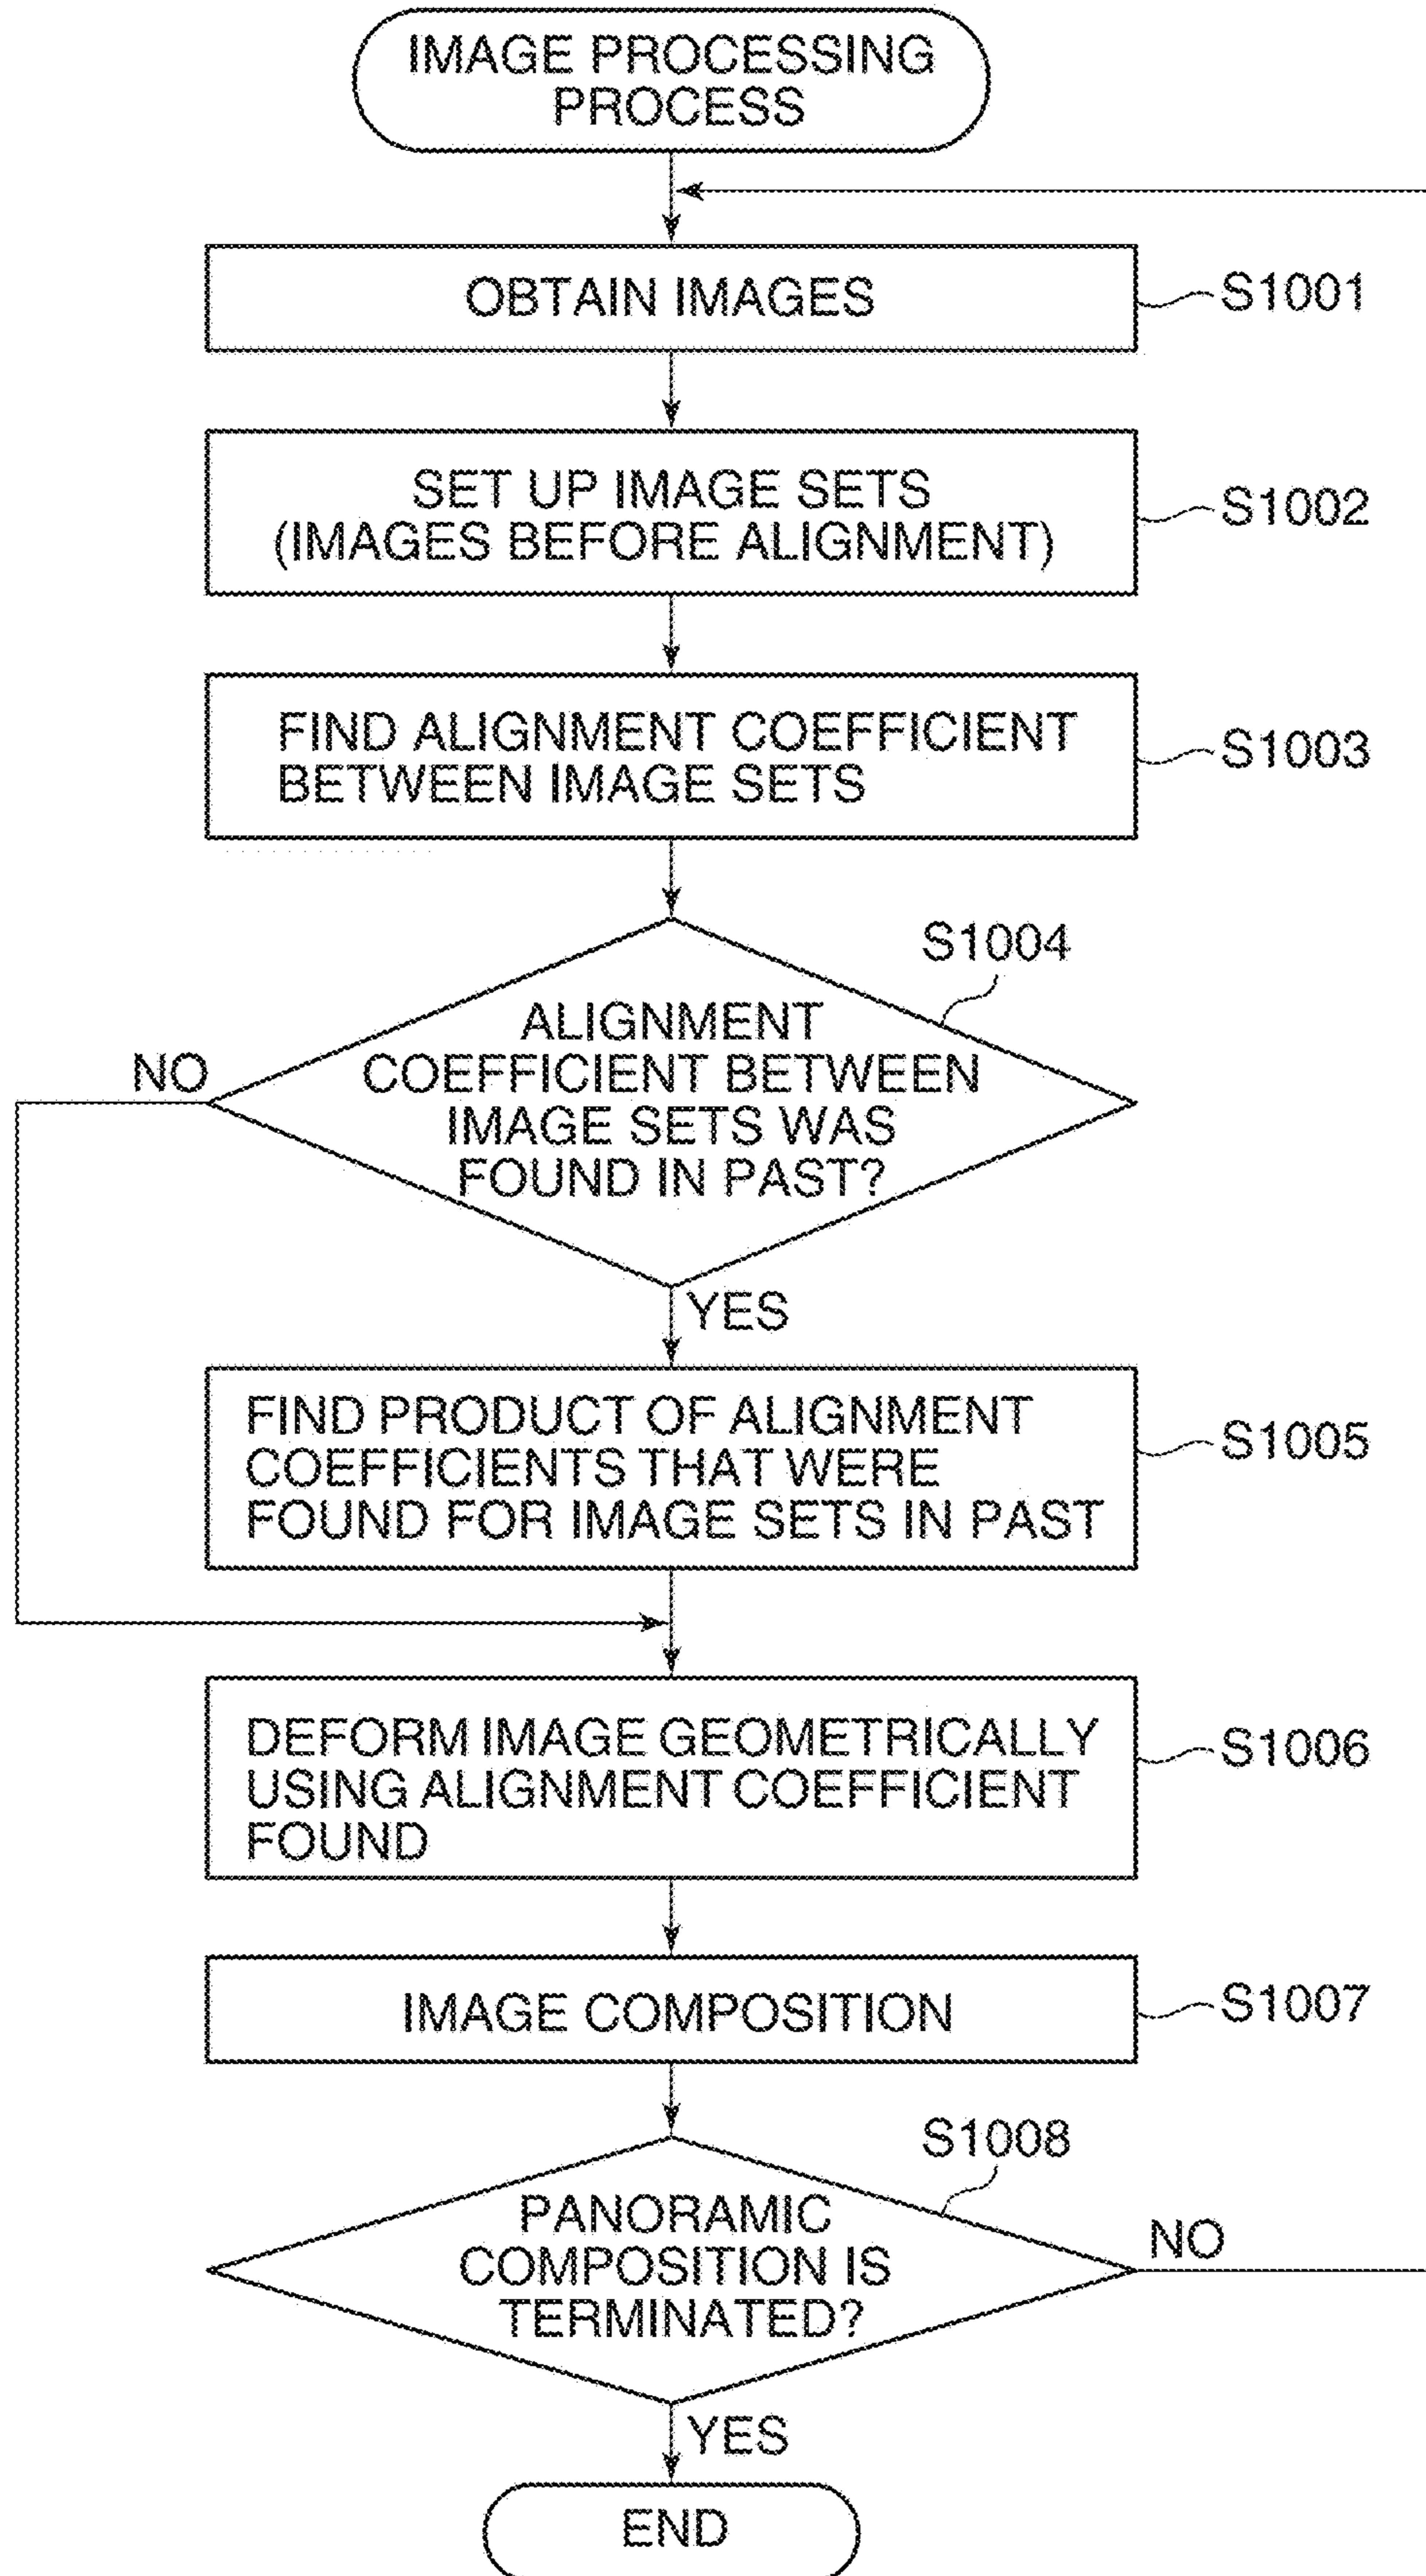 IMAGE PROCESSING
PROCESS
OBTAIN IMAGES
S1001
SET UP IMAGE SETS
(IMAGES BEFORE ALIGNMENT)
S1002
FIND ALIGNMENT COEFFICIENT
BETWEEN IMAGE SETS
S1003
S1004
ALIGNMENT
COEFFICIENT BETWEEN
IMAGE SETS WAS
FOUND IN PAST?
NO
YES
FIND PRODUCT OF ALIGNMENT
COEFFICIENTS THAT WERE
FOUND FOR IMAGE SETS IN PAST
S1005
DEFORM IMAGE GEOMETRICALLY
USING ALIGNMENT COEFFICIENT
FOUND
S1006
IMAGE COMPOSITION
S1007
S1008
PANORAMIC
COMPOSITION IS
TERMINATED?
NO
YES
END